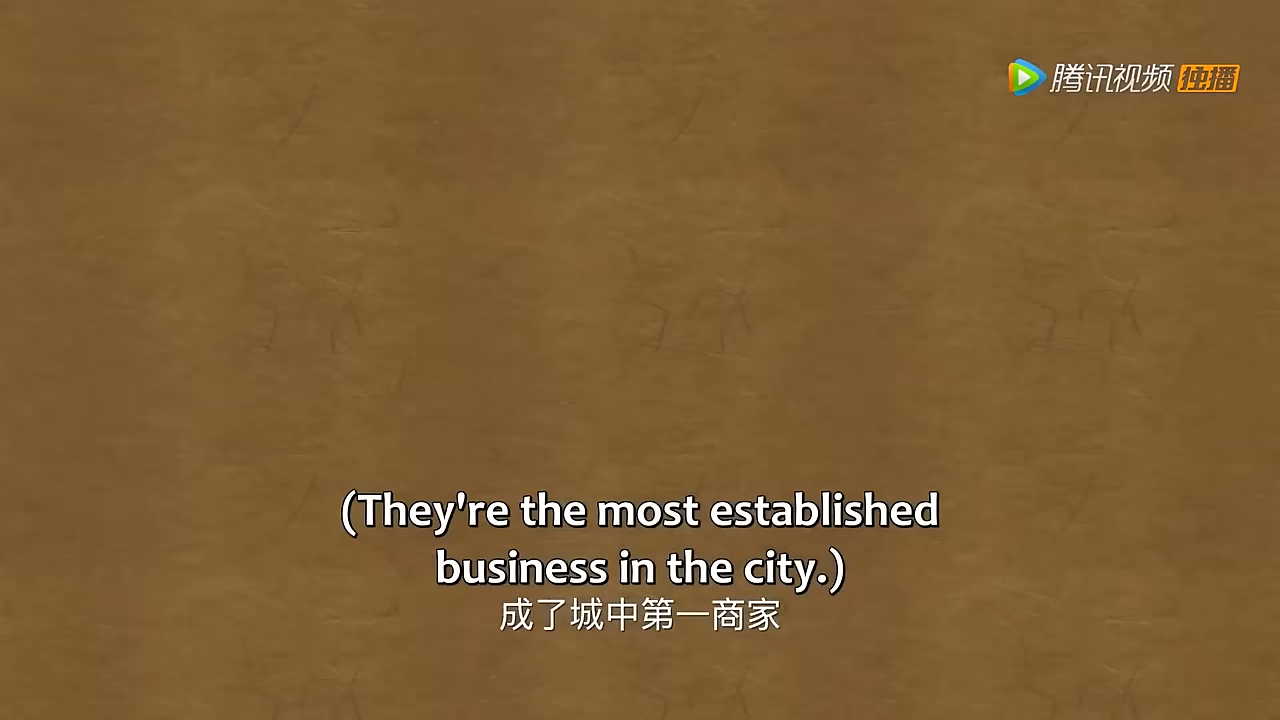 腾讯视频 独播
(They're the most established
business in the city.)
成了城中第一商家